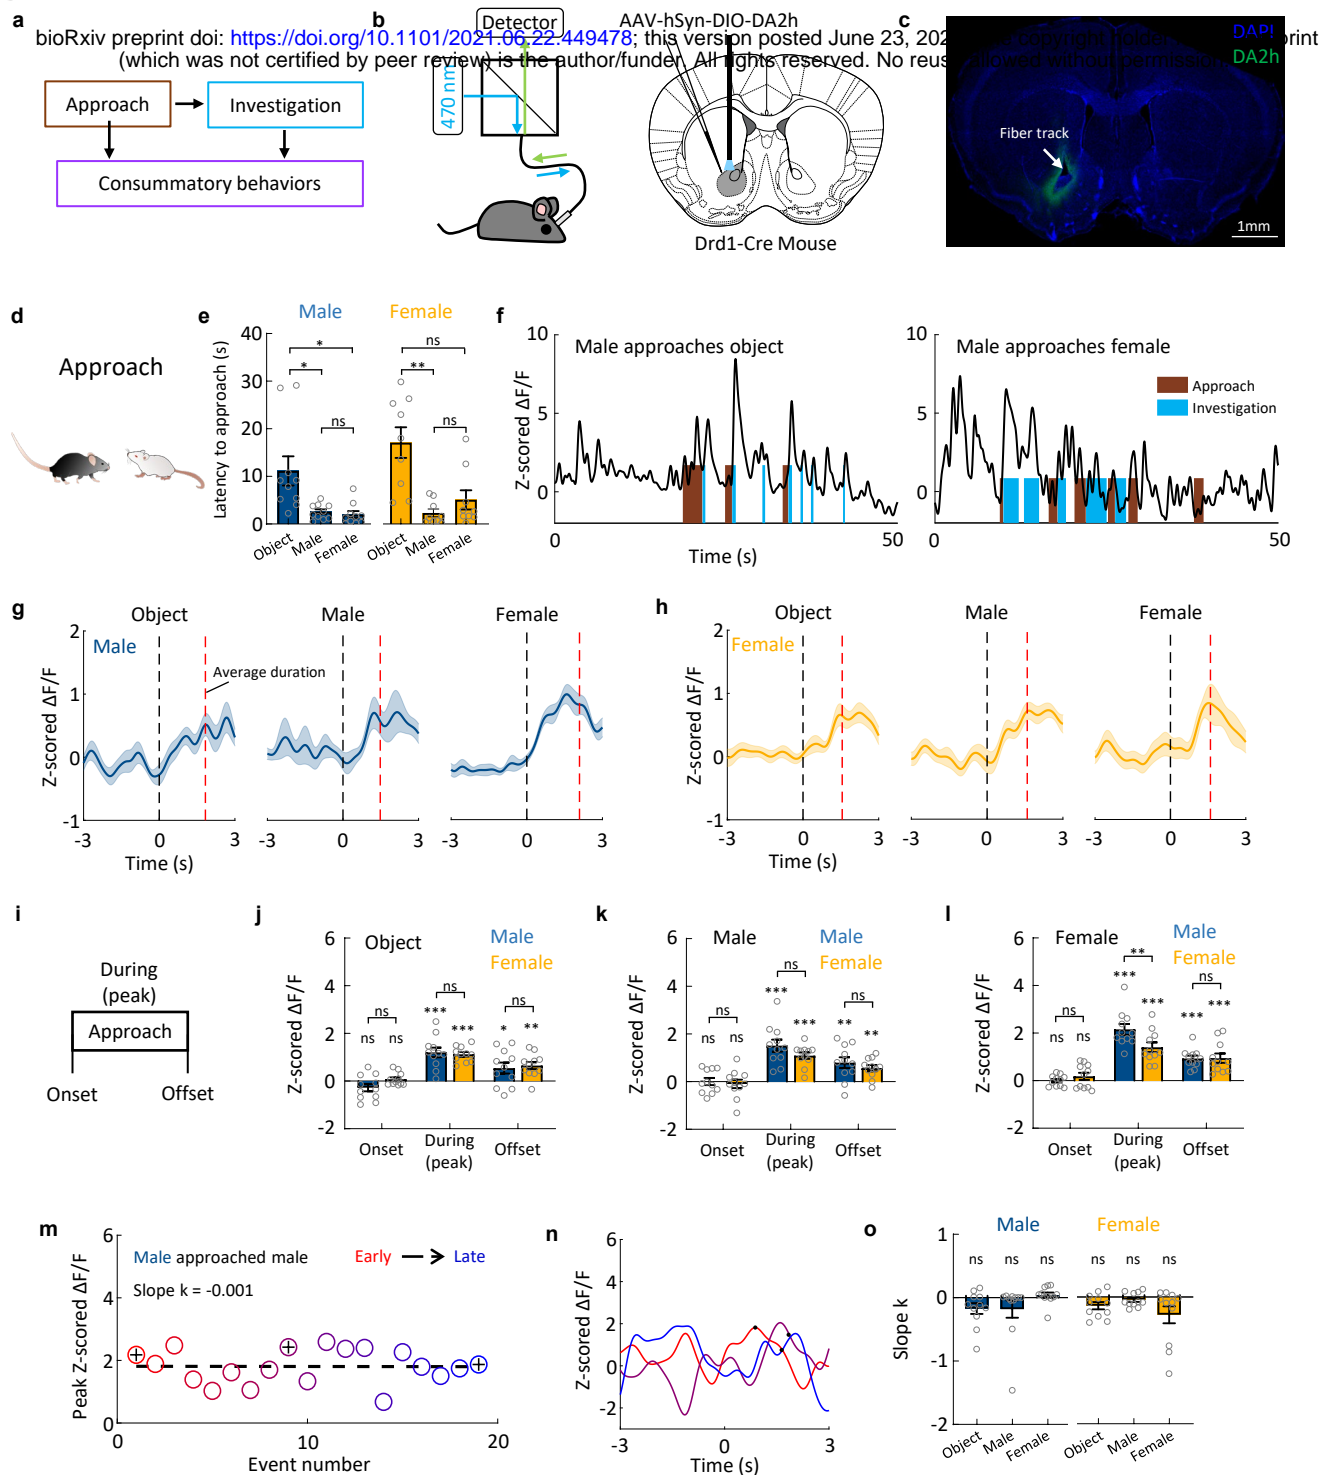 a
b
c
Detector
AAV-hSyn-DIO-DA2h
bioRxiv preprint doi: https://doi.org/10.1101/2021.06.22.449478; this version posted June 23, 202 copyright holder print
DAPI
(which was not certified by peer review) is the author/funder. All rights reserved. No reuse allowed without permission.
DA2h
Approach
Investigation
Consummatory behaviors
470 nm
Drd1-Cre Mouse
Fiber track
1mm
d
Approach
e
Male
Female
Latency to approach (s)
40
30
20
10
0
*
*
ns
ns
**
ns
Object
Male
Female
Object
Male
Female
f
Z-scored ΔF/F
10
5
0
Male approaches object
0
50
Time (s)
10
5
0
Male approaches female
Approach
Investigation
0
50
g
Object
Male
Female
Male
Average duration
Z-scored ΔF/F
2
1
0
-1
-3 0 3
-3 0 3
-3 0 3
Time (s)
h
Object
Male
Female
Female
Z-scored ΔF/F
2
1
0
-1
-3 0 3
-3 0 3
-3 0 3
Time (s)
i
During
(peak)
Approach
Onset
Offset
j
Object
Male
Female
Z-scored ΔF/F
6
4
2
0
-2
ns
ns
ns
ns
***
***
ns
*
**
Onset
During
(peak)
Offset
k
Male
Male
Female
Z-scored ΔF/F
6
4
2
0
-2
ns
ns
ns
ns
***
***
ns
**
**
Onset
During
(peak)
Offset
l
Female
Male
Female
Z-scored ΔF/F
6
4
2
0
-2
ns
ns
ns
**
***
***
ns
***
***
Onset
During
(peak)
Offset
m
Peak Z-scored ΔF/F
6
4
2
0
Male approached male
Early
Late
Slope k = -0.001
0
10
20
Event number
n
Z-scored ΔF/F
6
4
2
0
-2
-3 0 3
Time (s)
o
Male
Female
Slope k
1
0
-1
-2
ns
ns
ns
ns
ns
ns
Object
Male
Female
Object
Male
Female